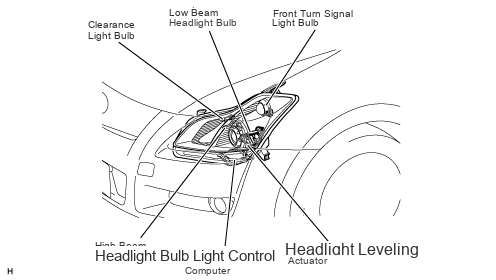 Low Beam
Headlight Bulb
Front Turn Signal
Light Bulb
Clearance
Light Bulb
High Beam
Headlight Bulb Light Control
Computer
Headlight Leveling
Actuator
H